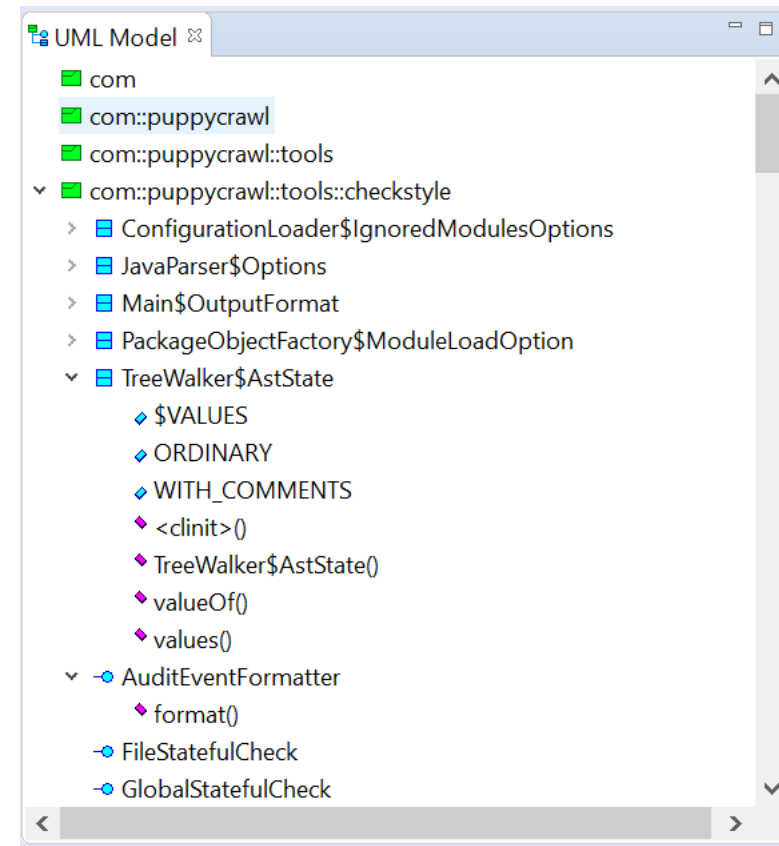 UML Model
com
com::puppycrawl
com::puppycrawl::tools
com::puppycrawl::tools::checkstyle
ConfigurationLoader$IgnoredModulesOptions
JavaParser$Options
Main$OutputFormat
PackageObjectFactory$ModuleLoadOption
TreeWalker$AstState
$VALUES
ORDINARY
WITH_COMMENTS
<clinit>()
TreeWalker$AstState()
valueOf()
values()
AuditEventFormatter
format()
FileStatefulCheck
GlobalStatefulCheck